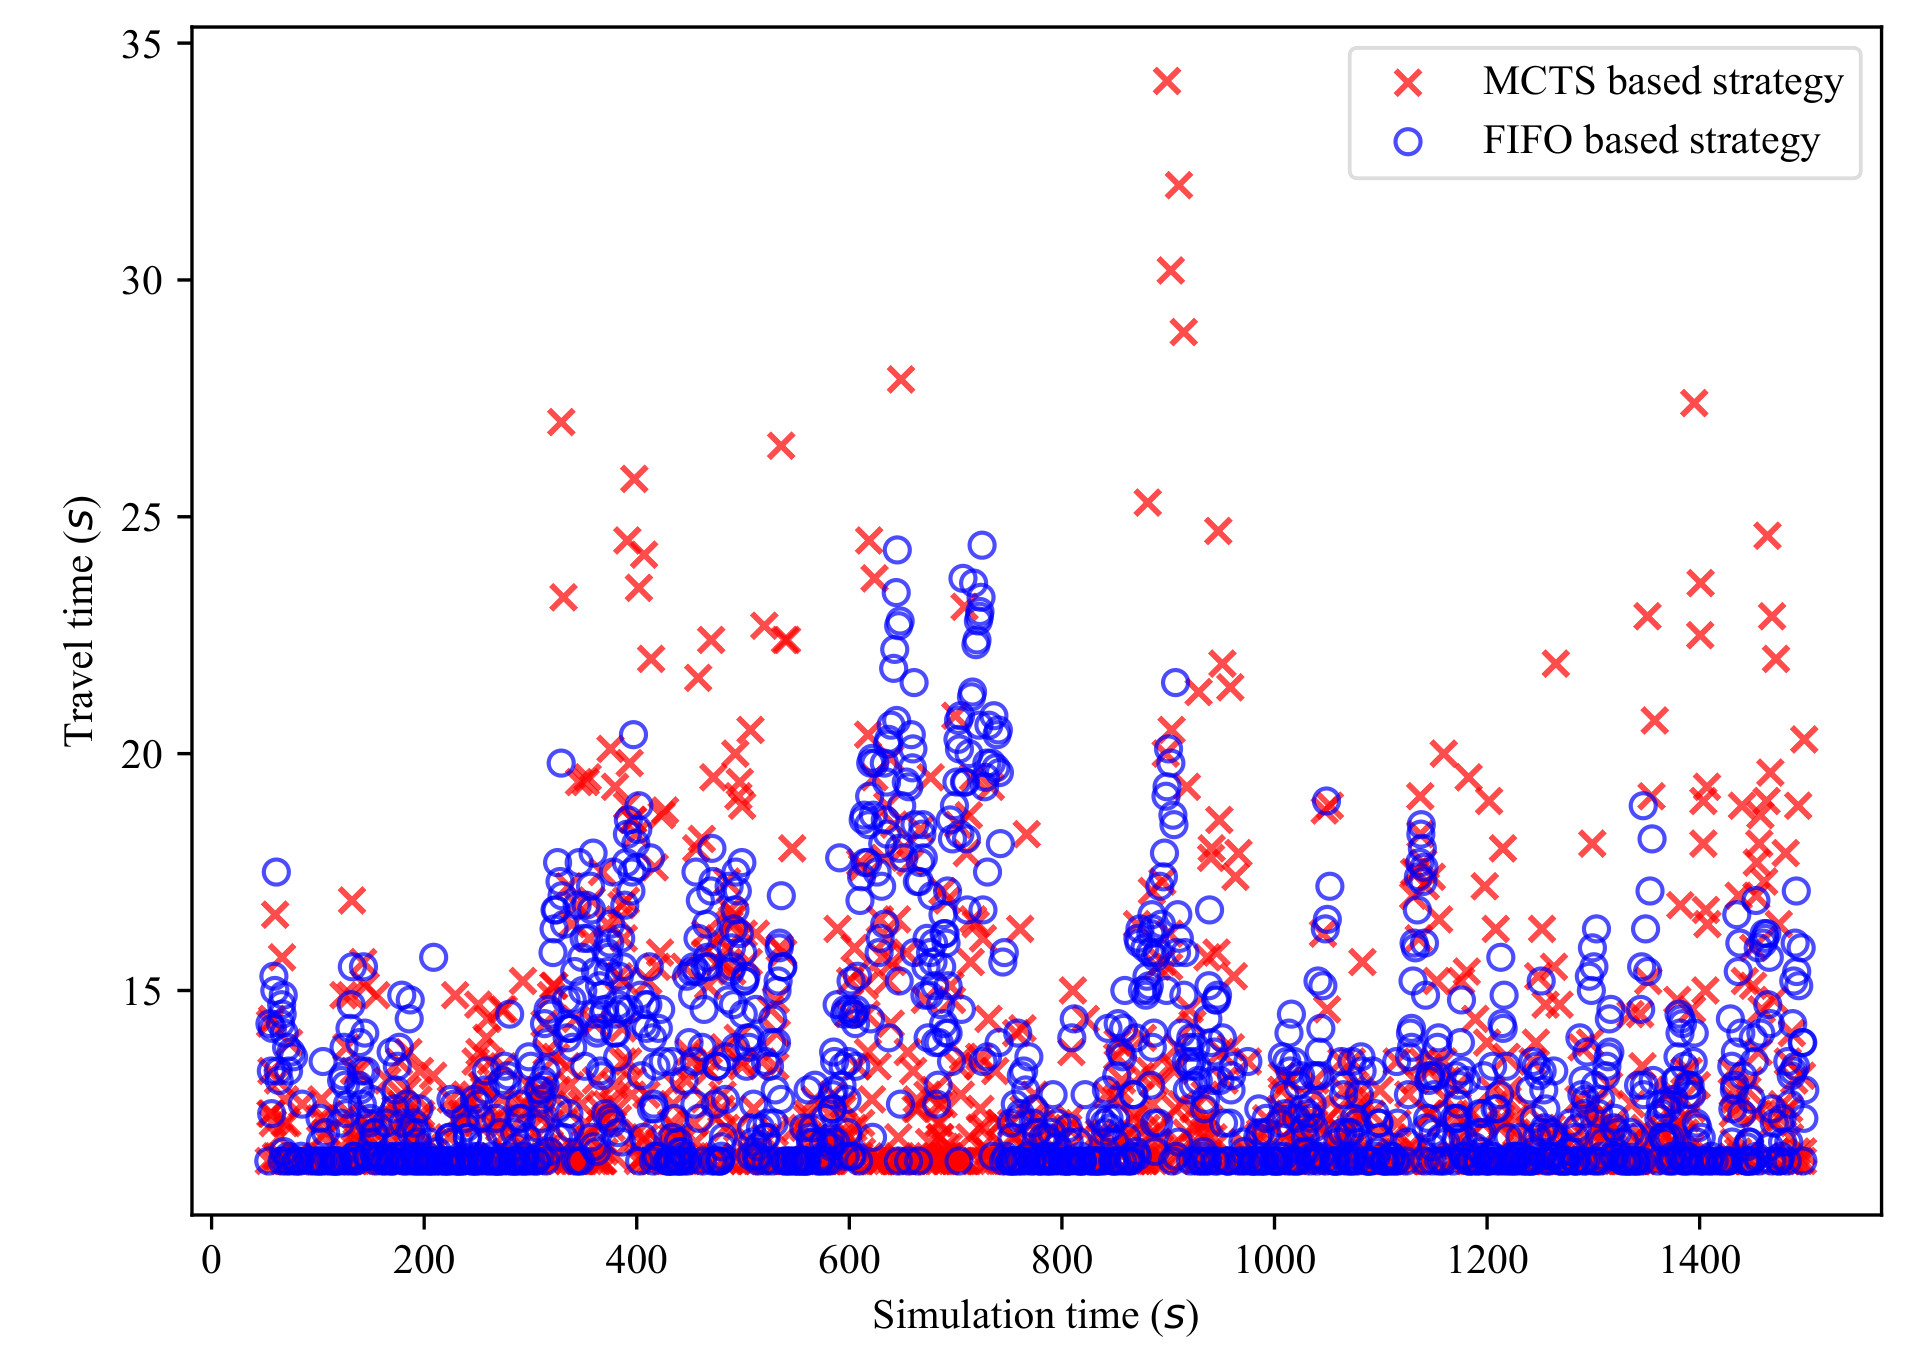 MCTS based strategy
FIFO based strategy
Travel time (s)
35
30
25
20
15
0 200 400 600 800 1000 1200 1400
Simulation time (s)